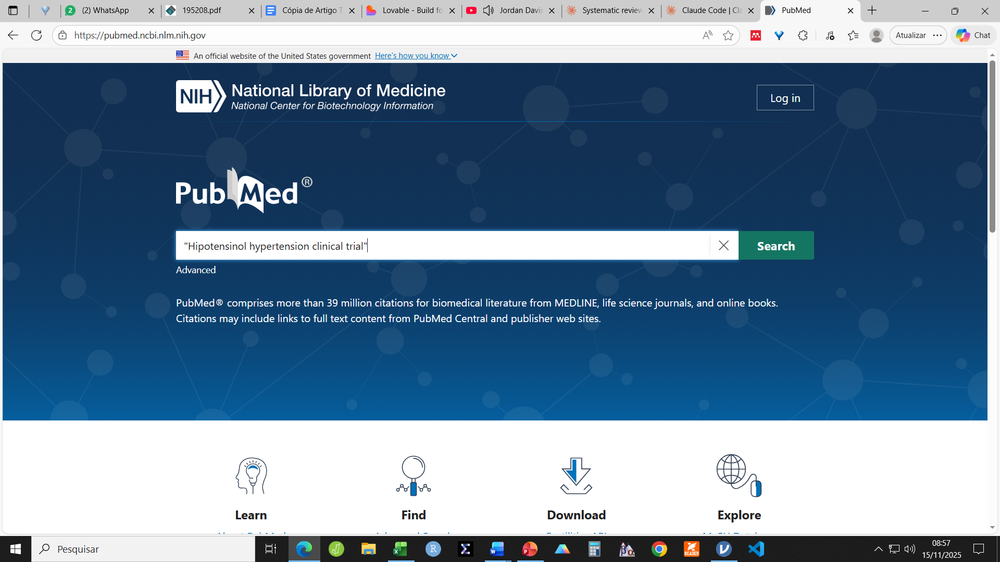 (2) WhatsApp
195208.pdf
Cópia de Artigo T
Lovable - Build fo
Jordan Davis
Systematic review
Claude Code | Cla
PubMed
https://pubmed.ncbi.nlm.nih.gov
Atualizar
Chat
An official website of the United States government Here's how you know
NIH National Library of Medicine
National Center for Biotechnology Information
Log in
PubMed®
"Hipotensinol hypertension clinical trial"
Search
Advanced
PubMed® comprises more than 39 million citations for biomedical literature from MEDLINE, life science journals, and online books.
Citations may include links to full text content from PubMed Central and publisher web sites.
Learn
Find
Download
Explore
Pesquisar
READER
08:57
15/11/2025